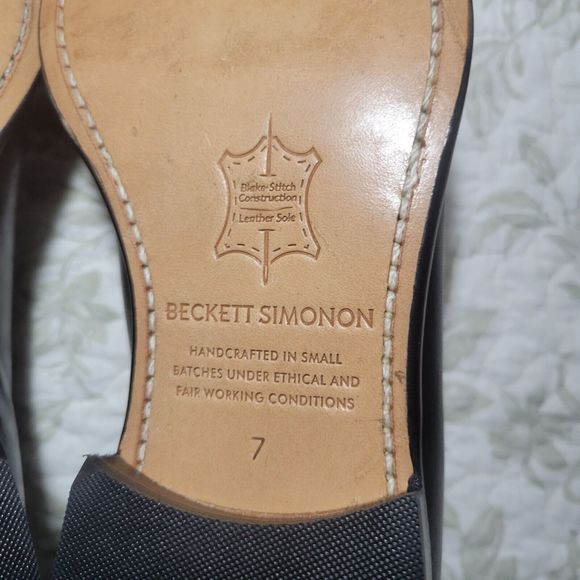 Blake-Stitch
Construction
Leather Sole
BECKETT SIMONON
HANDCRAFTED IN SMALL
BATCHES UNDER ETHICAL AND
FAIR WORKING CONDITIONS
7